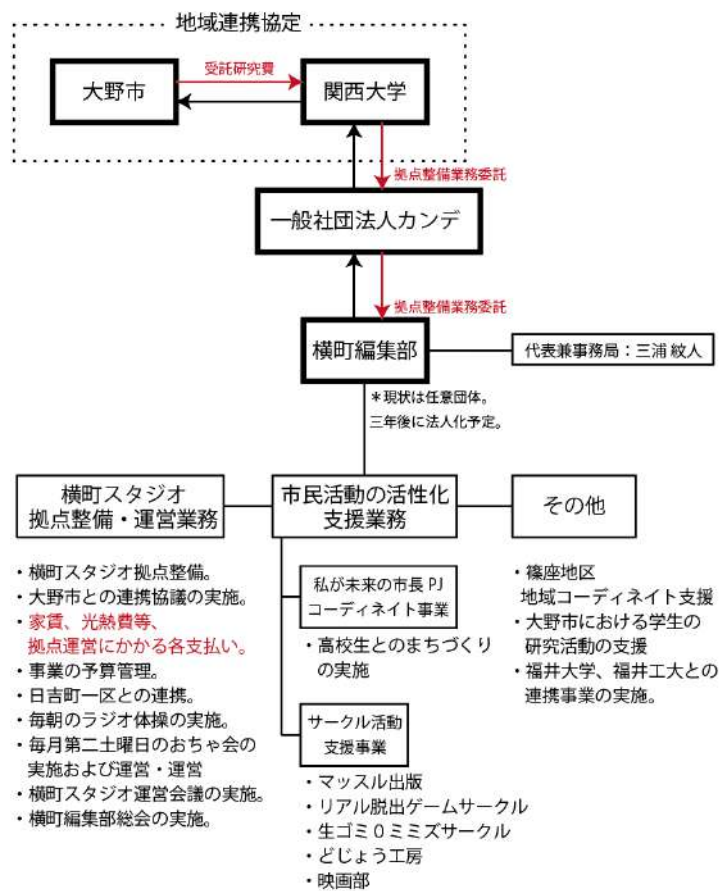 地域連携協定
大野市
受託研究費
関西大学
拠点整備業務委託
一般社団法人カンデ
拠点整備業務委託
横町編集部
代表兼事務局：三浦 紋人
＊現状は任意団体。
三年後に法人化予定。
横町スタジオ
拠点整備・運営業務
・横町スタジオ拠点整備。
・大野市との連携協議の実施。
・家賃、光熱費等、
拠点運営にかかる各支払い。
・事業の予算管理。
・日吉町一区との連携。
・毎朝のラジオ体操の実施。
・毎月第二土曜日のおちゃ会の
実施および運営・運営
・横町スタジオ運営会議の実施。
・横町編集部総会の実施。
市民活動の活性化
支援業務
私が未来の市長 PJ
コーディネイト事業
・高校生とのまちづくり
の実施
サークル活動
支援事業
・マッスル出版
・リアル脱出ゲームサークル
・生ゴミ０ミミズサークル
・どじょう工房
・映画部
その他
・篠座地区
地域コーディネイト支援
・大野市における学生の
研究活動の支援
・福井大学、福井工大との
連携事業の実施。